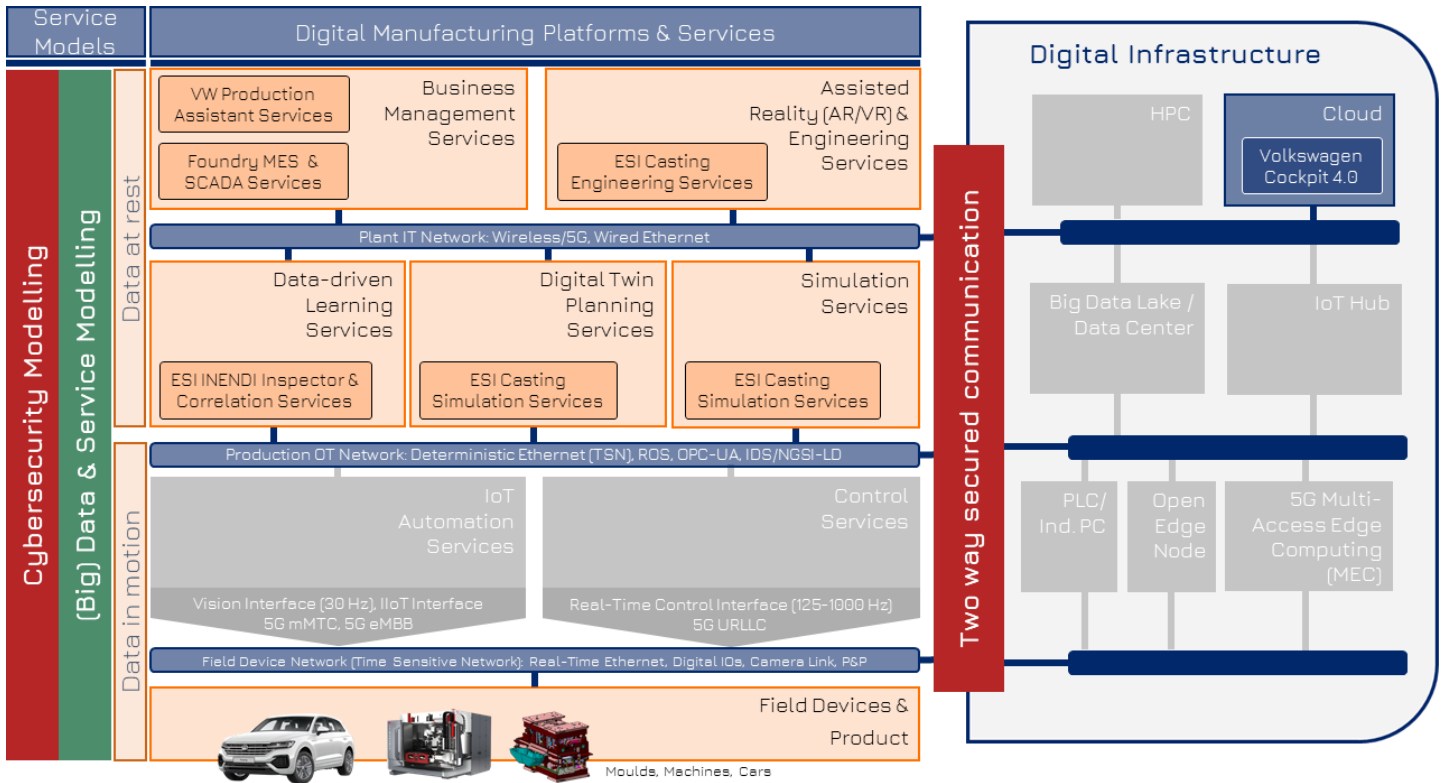 Service
Models
Digital Manufacturing Platforms & Services
Cybersecurity Modelling
(Big) Data & Service Modelling
Data at rest
Data in motion
VW Production
Assistant Services
Foundry MES &
SCADA Services
Business
Management
Services
ESI Casting
Engineering Services
Assisted
Reality (AR/VR) &
Engineering
Services
Plant IT Network: Wireless/5G, Wired Ethernet
Data-driven
Learning
Services
ESI INENDI Inspector &
Correlation Services
Digital Twin
Planning
Services
ESI Casting
Simulation Services
Simulation
Services
ESI Casting
Simulation Services
Production OT Network: Deterministic Ethernet (TSN), ROS, OPC-UA, IDS/NGSI-LD
IoT
Automation
Services
Vision Interface (30 Hz), IIoT Interface
5G mMTC, 5G eMBB
Control
Services
Real-Time Control Interface (125-1000 Hz)
5G URLLC
Field Device Network (Time Sensitive Network): Real-Time Ethernet, Digital IOs, Camera Link, P&P
Field Devices &
Product
Moulds, Machines, Cars
Two way secured communication
Digital Infrastructure
HPC
Cloud
Volkswagen
Cockpit 4.0
Big Data Lake /
Data Center
IoT Hub
PLC/
Ind. PC
Open
Edge
Node
5G Multi-
Access Edge
Computing
(MEC)